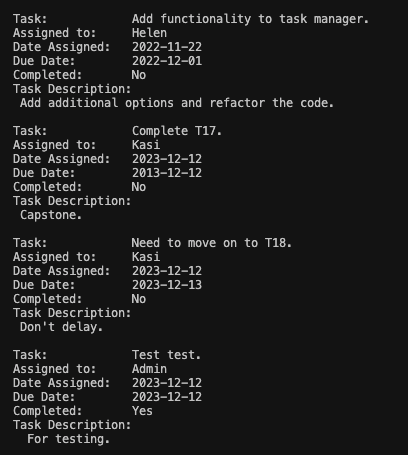 Task: Add functionality to task manager.
Assigned to: Helen
Date Assigned: 2022-11-22
Due Date: 2022-12-01
Completed: No
Task Description:
Add additional options and refactor the code.
Task: Complete T17.
Assigned to: Kasi
Date Assigned: 2023-12-12
Due Date: 2013-12-12
Completed: No
Task Description:
Capstone.
Task: Need to move on to T18.
Assigned to: Kasi
Date Assigned: 2023-12-12
Due Date: 2023-12-13
Completed: No
Task Description:
Don't delay.
Task: Test test.
Assigned to: Admin
Date Assigned: 2023-12-12
Due Date: 2023-12-12
Completed: Yes
Task Description:
For testing.